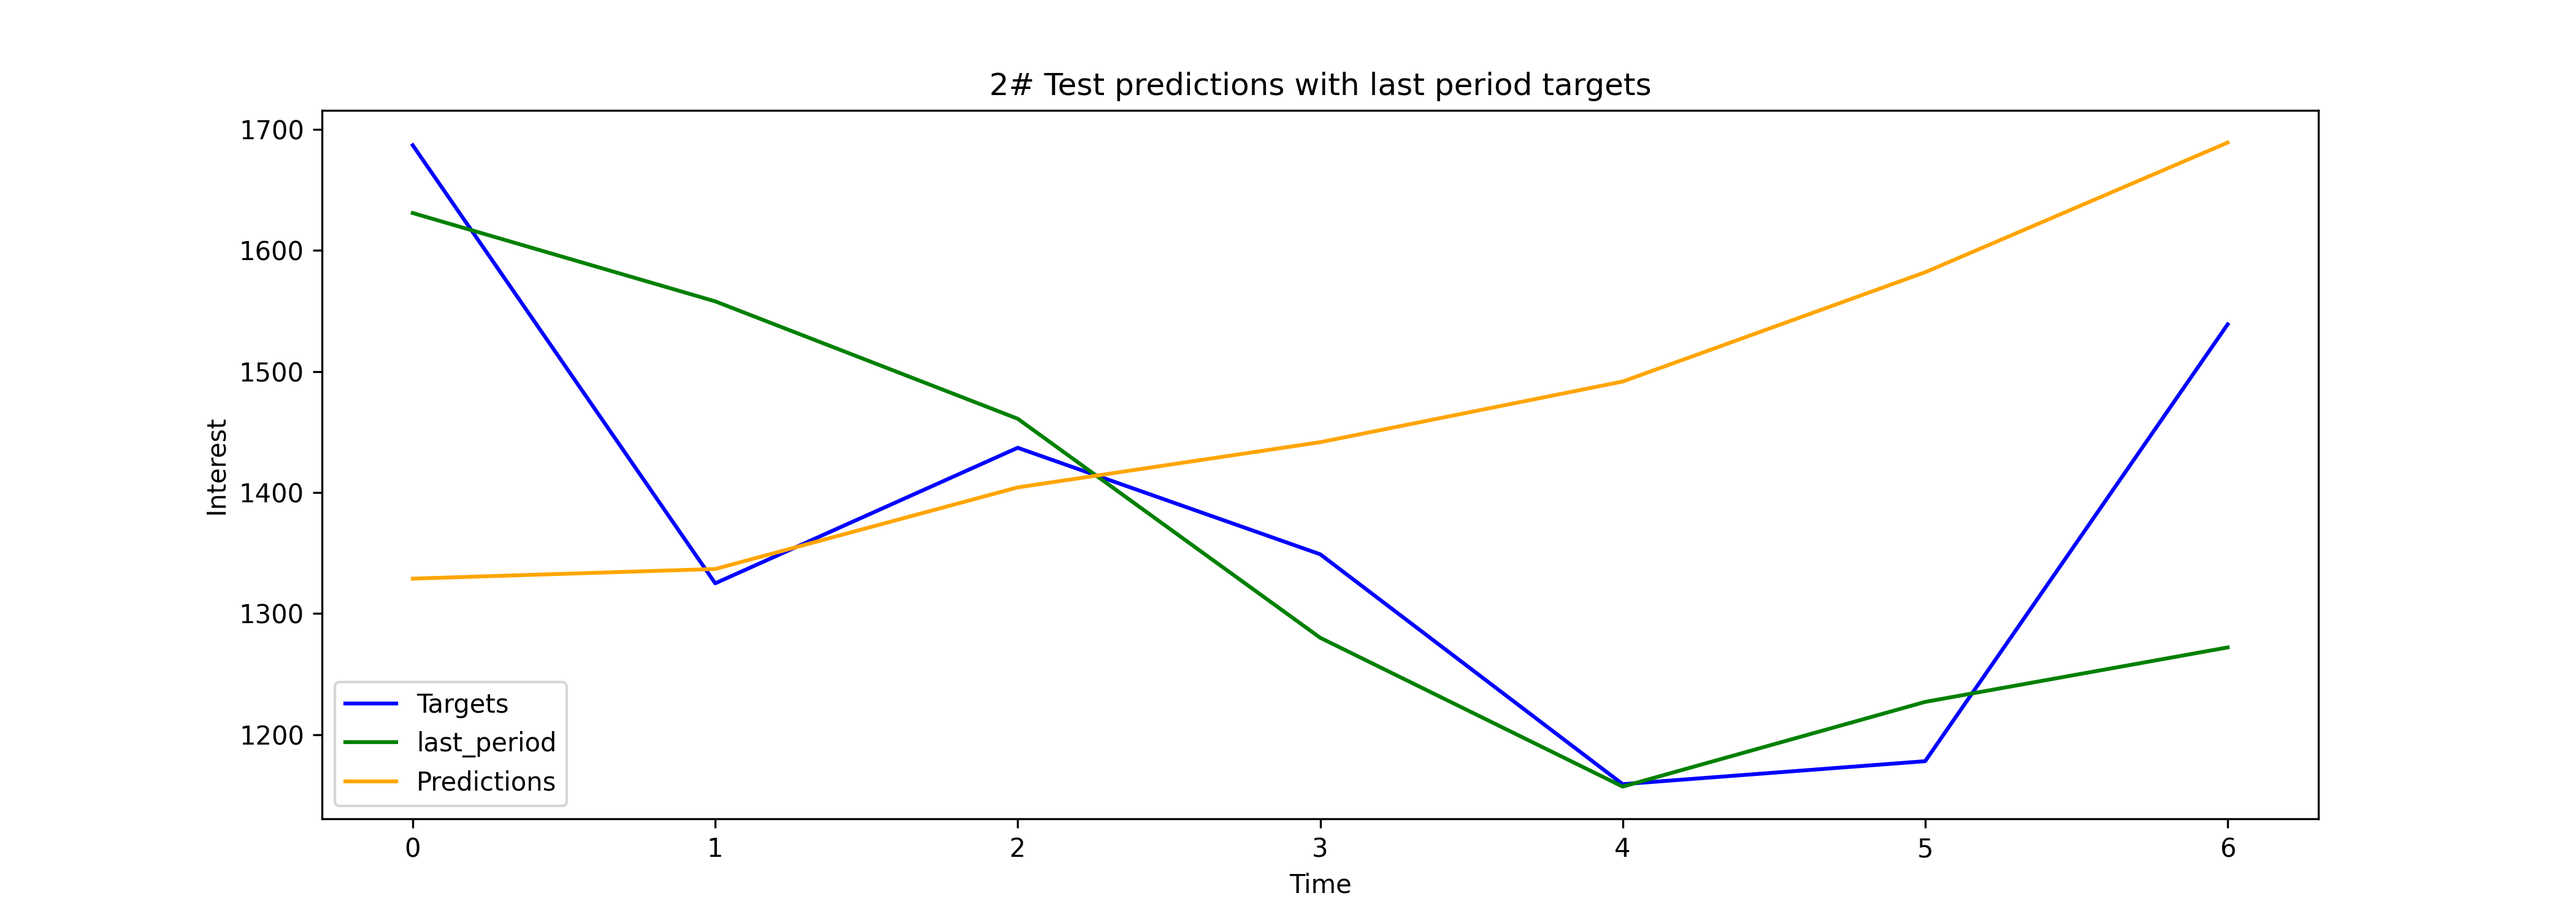 2# Test predictions with last period targets
1700
1600
1500
1400
1300
1200
Interest
Targets
last_period
Predictions
0 1 2 3 4 5 6
Time